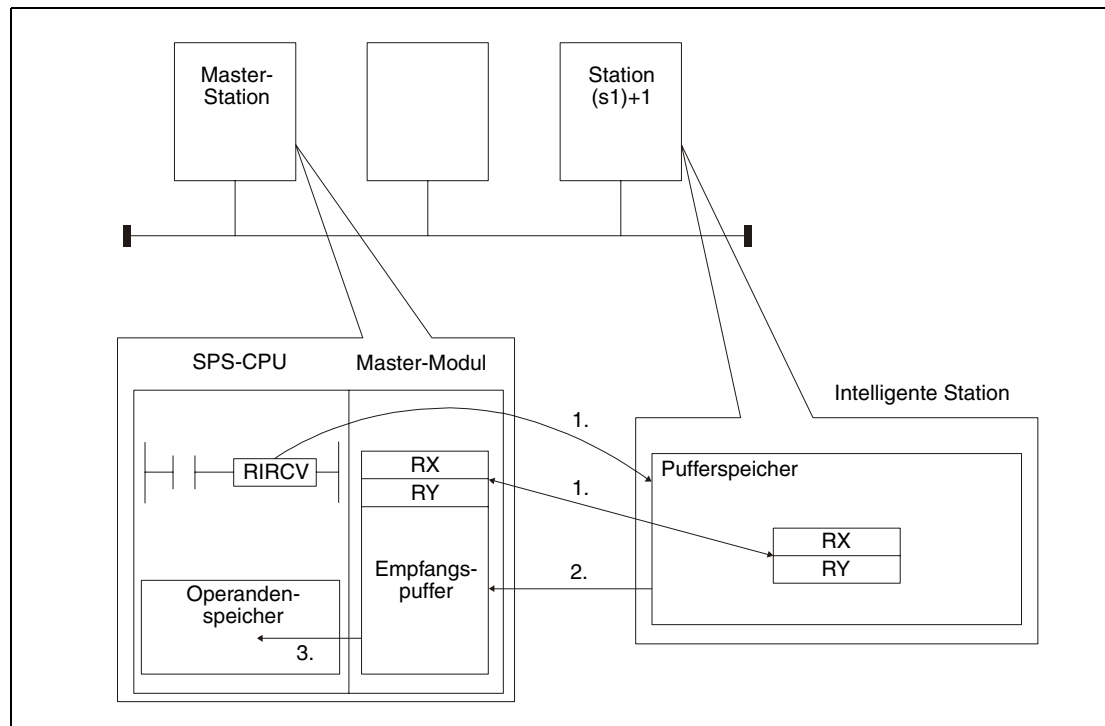 Master-
Station
Station
(s1)+1
SPS-CPU
Master-Modul
Intelligente Station
1.
RIRCV
RX
RY
Pufferspeicher
1.
RX
RY
Empfangs-
puffer
2.
Operanden-
speicher
3.